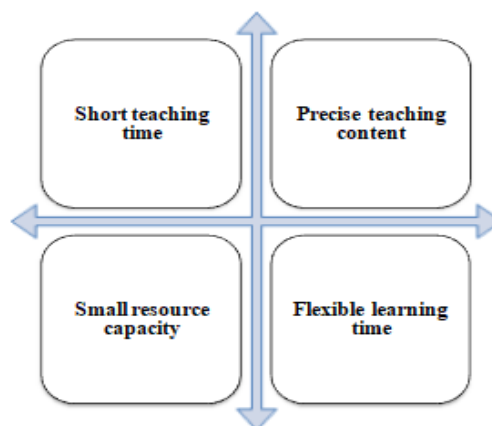 Short teaching
time
Precise teaching
content
Small resource
capacity
Flexible learning
time